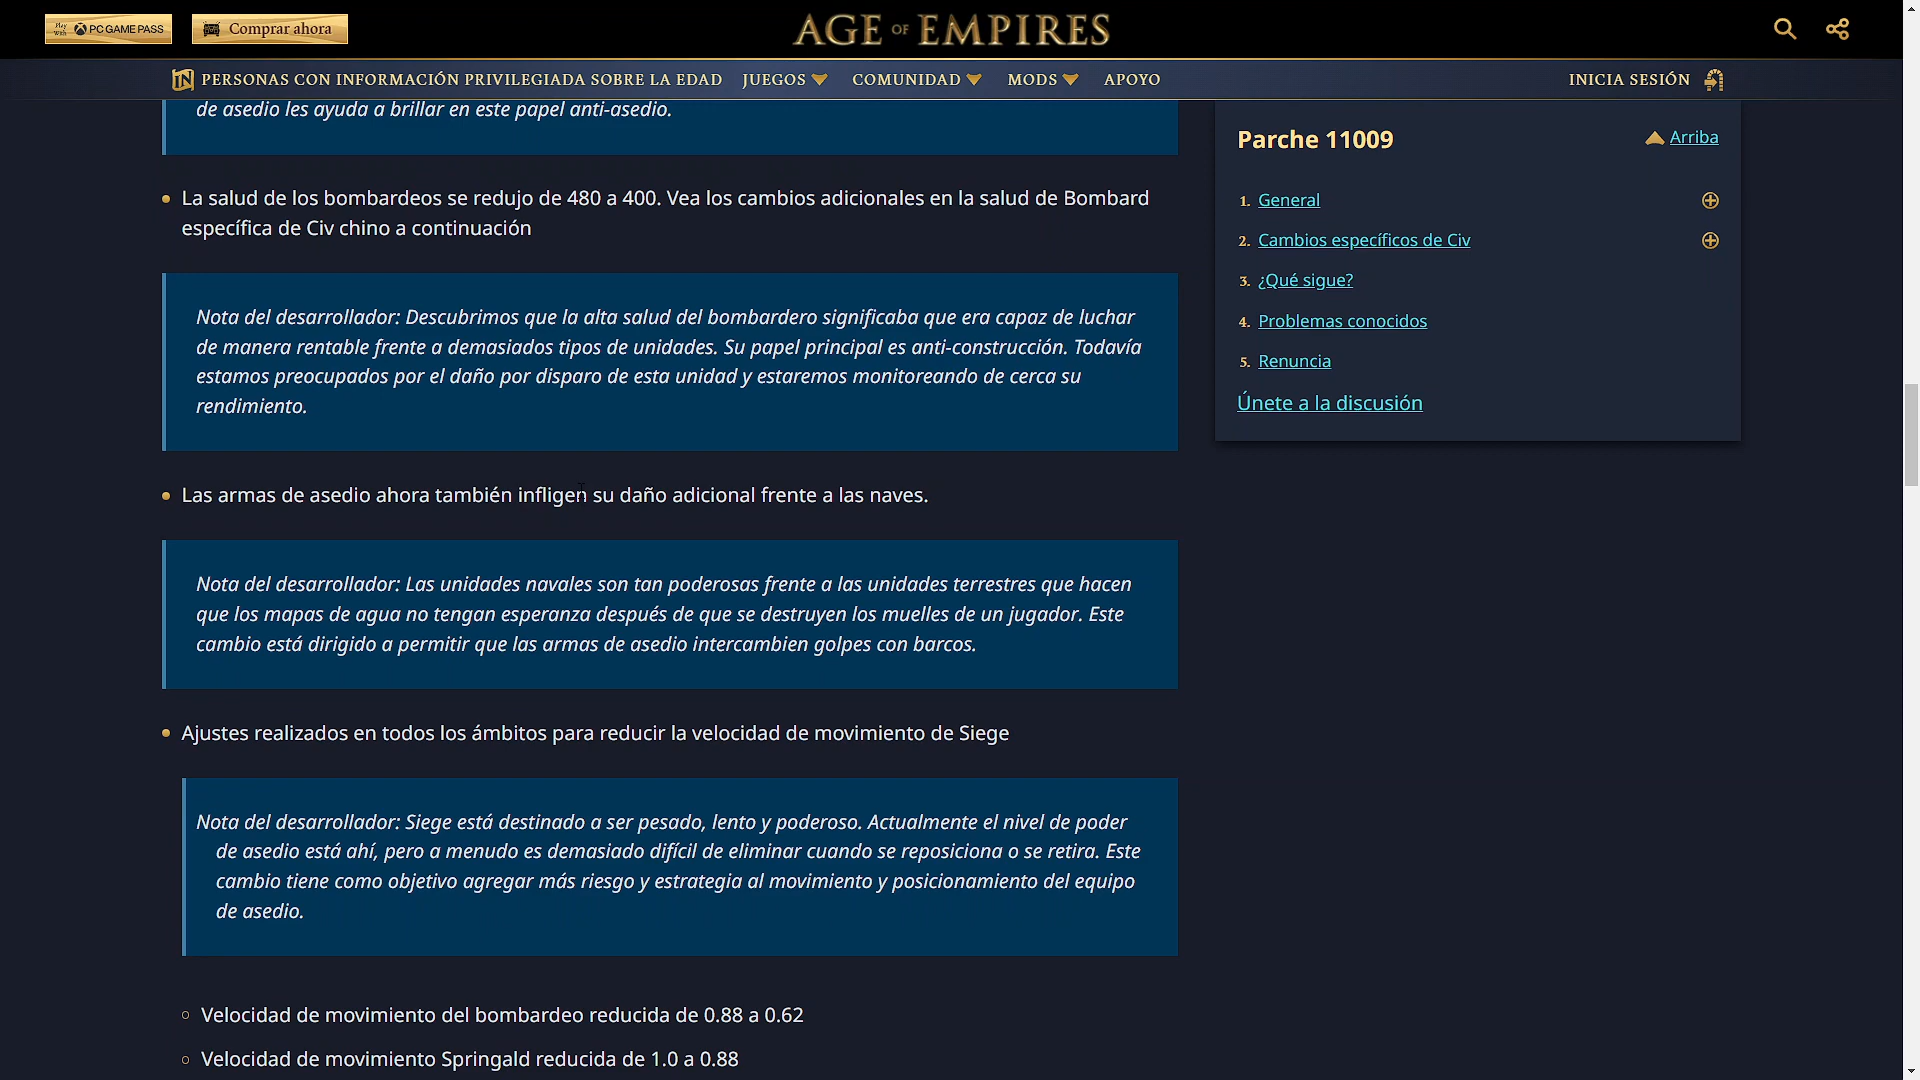 Play With PC GAME PASS
Comprar ahora
AGE OF EMPIRES
PERSONAS CON INFORMACIÓN PRIVILEGIADA SOBRE LA EDAD JUEGOS COMUNIDAD MODS APOYO INICIA SESIÓN
de asedio les ayuda a brillar en este papel anti-asedio.
La salud de los bombardeos se redujo de 480 a 400. Vea los cambios adicionales en la salud de Bombard
específica de Civ chino a continuación
Nota del desarrollador: Descubrimos que la alta salud del bombardero significaba que era capaz de luchar
de manera rentable frente a demasiados tipos de unidades. Su papel principal es anti-construcción. Todavía
estamos preocupados por el daño por disparo de esta unidad y estaremos monitoreando de cerca su
rendimiento.
Las armas de asedio ahora también infligen su daño adicional frente a las naves.
Nota del desarrollador: Las unidades navales son tan poderosas frente a las unidades terrestres que hacen
que los mapas de agua no tengan esperanza después de que se destruyen los muelles de un jugador. Este
cambio está dirigido a permitir que las armas de asedio intercambien golpes con barcos.
Ajustes realizados en todos los ámbitos para reducir la velocidad de movimiento de Siege
Nota del desarrollador: Siege está destinado a ser pesado, lento y poderoso. Actualmente el nivel de poder
de asedio está ahí, pero a menudo es demasiado difícil de eliminar cuando se reposiciona o se retira. Este
cambio tiene como objetivo agregar más riesgo y estrategia al movimiento y posicionamiento del equipo
de asedio.
Velocidad de movimiento del bombardeo reducida de 0.88 a 0.62
Velocidad de movimiento Springald reducida de 1.0 a 0.88
Parche 11009
Arriba
1. General
2. Cambios específicos de Civ
3. ¿Qué sigue?
4. Problemas conocidos
5. Renuncia
Únete a la discusión